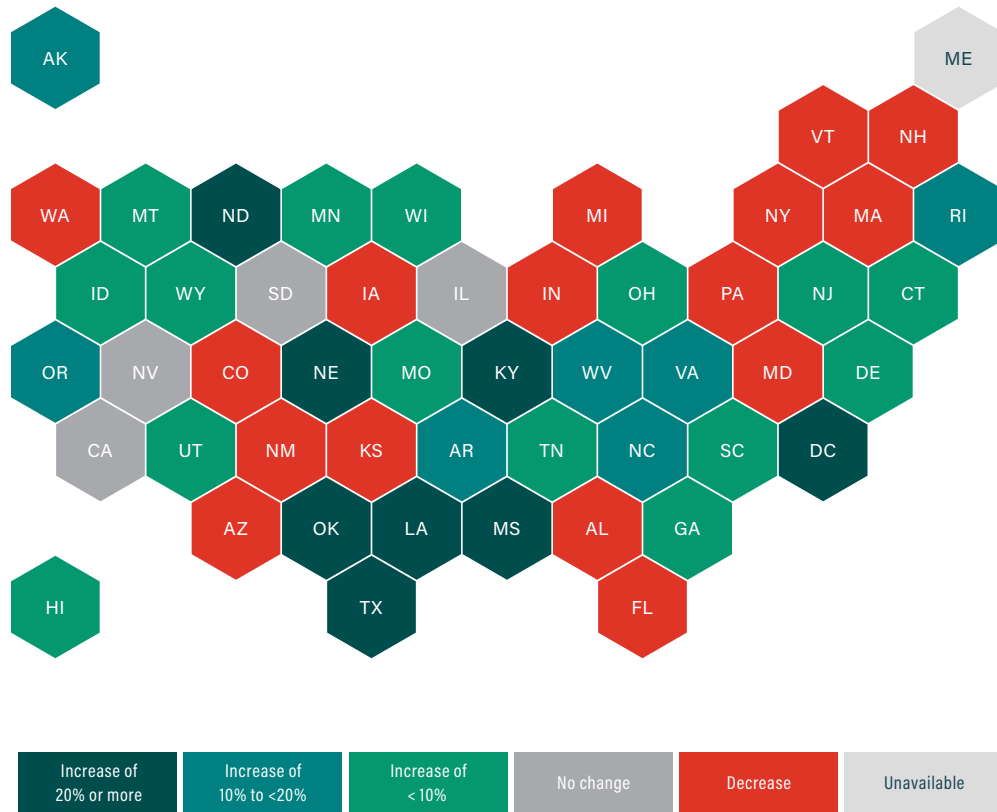 AK
ME
VT
NH
WA
MT
ND
MN
WI
MI
NY
MA
RI
ID
WY
SD
IA
IL
IN
OH
PA
NJ
CT
OR
NV
CO
NE
MO
KY
WV
VA
MD
DE
CA
UT
NM
KS
AR
TN
NC
SC
DC
AZ
OK
LA
MS
AL
GA
HI
TX
FL
Increase of
20% or more
Increase of
10% to <20%
Increase of
< 10%
No change
Decrease
Unavailable